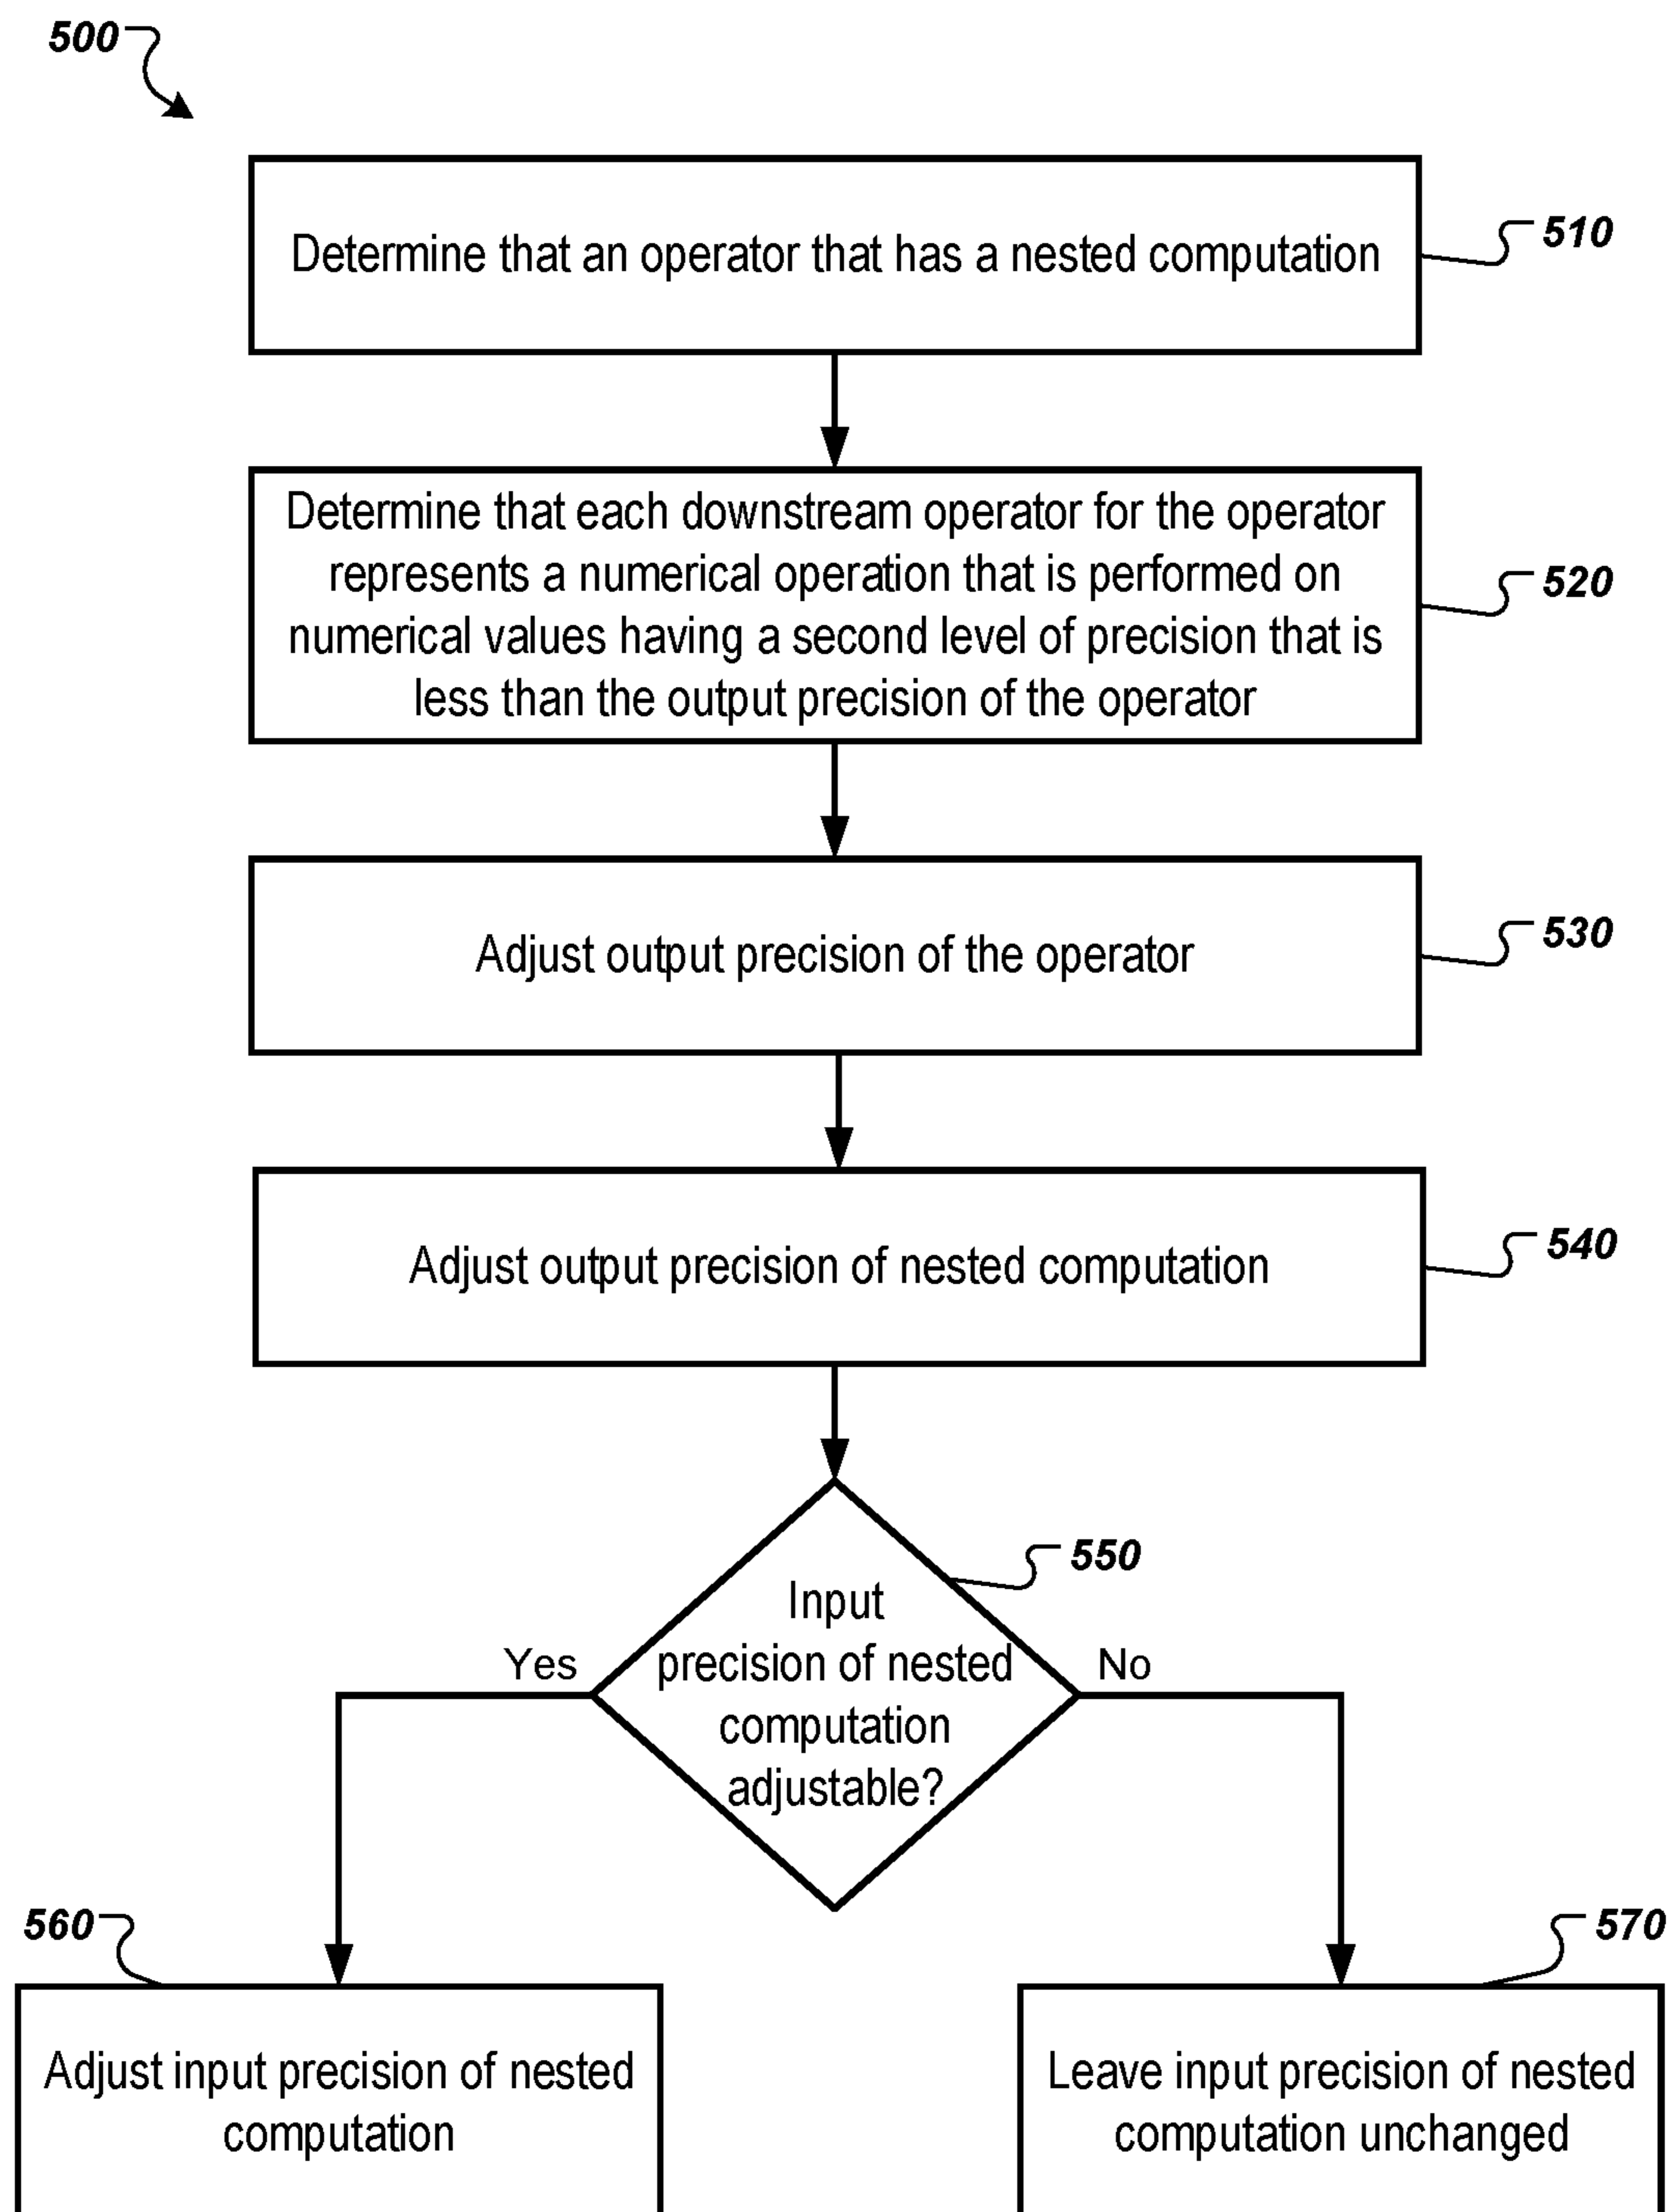 500
Determine that an operator that has a nested computation
510
Determine that each downstream operator for the operator
represents a numerical operation that is performed on
numerical values having a second level of precision that is
less than the output precision of the operator
520
Adjust output precision of the operator
530
Adjust output precision of nested computation
540
550
Input
precision of nested
computation
adjustable?
Yes
No
560
570
Adjust input precision of nested
computation
Leave input precision of nested
computation unchanged